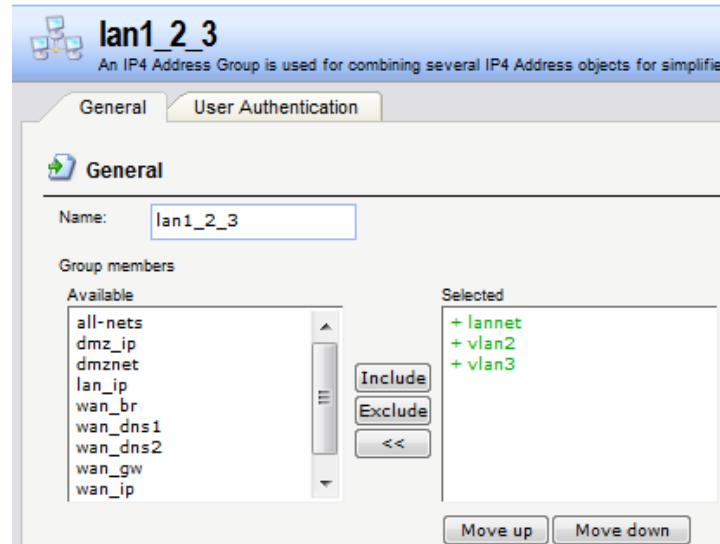 lan1_2_3
An IP4 Address Group is used for combining several IP4 Address objects for simplifie
General User Authentication
General
Name: lan1_2_3
Group members
Available
all-nets
dmz_ip
dmznet
lan_ip
wan_br
wan_dns1
wan_dns2
wan_gw
wan_ip
Include
Exclude
<<
Selected
+ lannet
+ vlan2
+ vlan3
Move up Move down